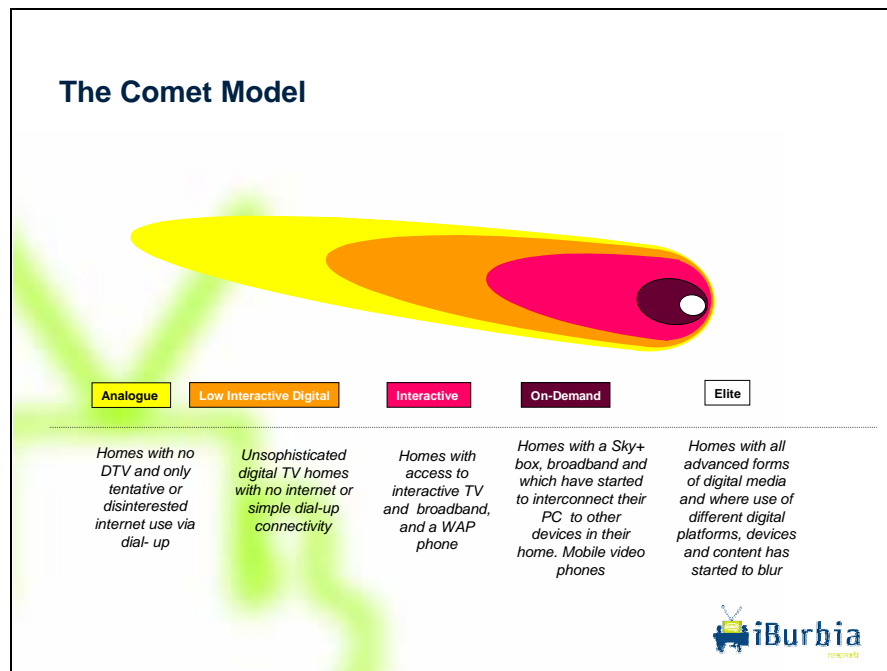 The Comet Model
Analogue
Low Interactive Digital
Interactive
On-Demand
Elite
Homes with no
DTV and only
tentative or
disinterested
internet use via
dial- up
Unsophisticated
digital TV homes
with no internet or
simple dial-up
connectivity
Homes with
access to
interactive TV
and broadband,
and a WAP
phone
Homes with a Sky+
box, broadband and
which have started
to interconnect their
PC to other
devices in their
home. Mobile video
phones
Homes with all
advanced forms
of digital media
and where use of
different digital
platforms, devices
and content has
started to blur
iBurbia